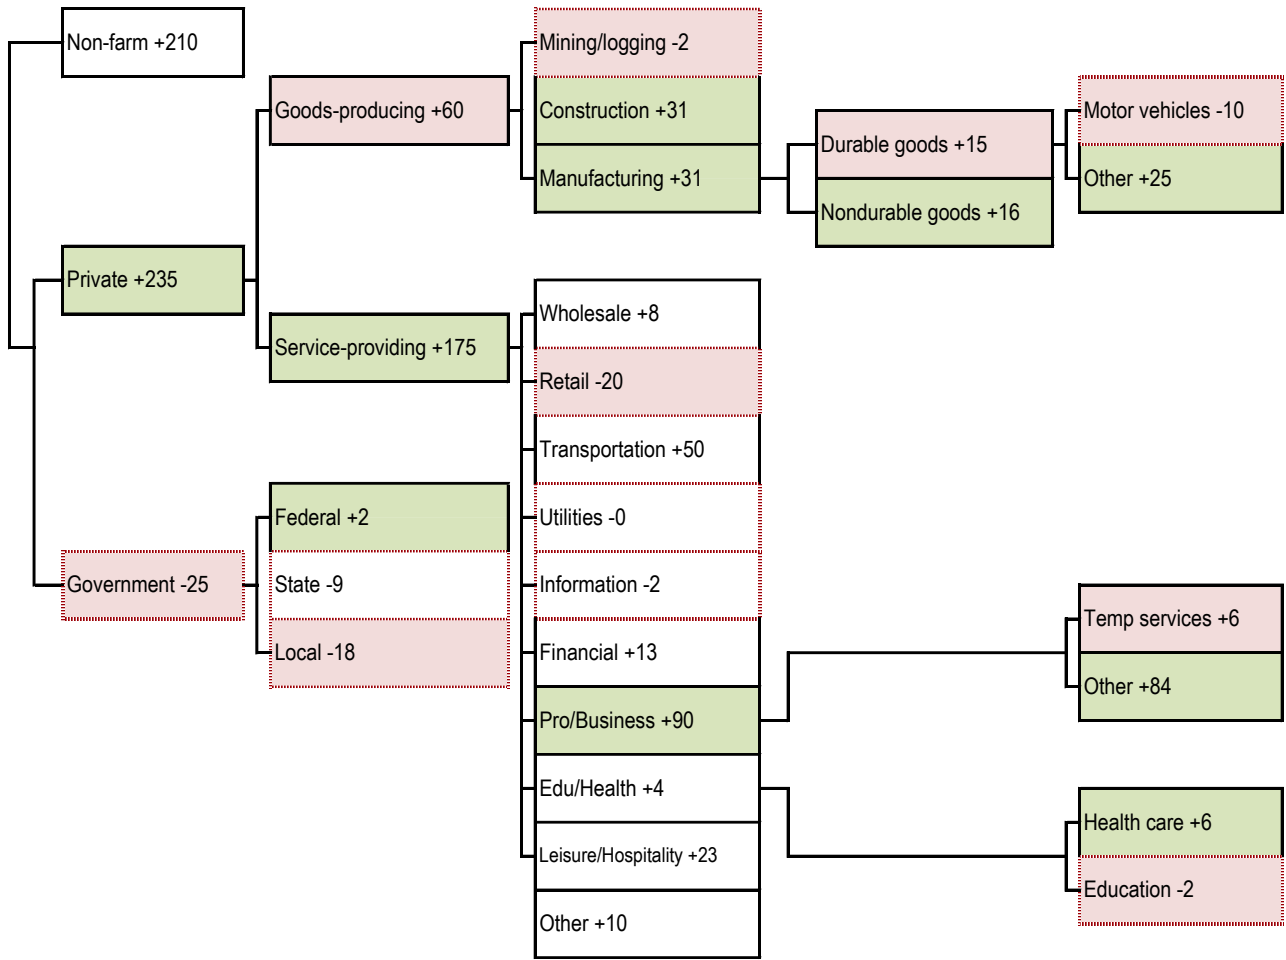 Non-farm +210
Private +235
Government -25
Goods-producing +60
Service-providing +175
Federal +2
State -9
Local -18
Mining/logging -2
Construction +31
Manufacturing +31
Wholesale +8
Retail -20
Transportation +50
Utilities -0
Information -2
Financial +13
Pro/Business +90
Edu/Health +4
Leisure/Hospitality +23
Other +10
Durable goods +15
Nondurable goods +16
Motor vehicles -10
Other +25
Temp services +6
Other +84
Health care +6
Education -2